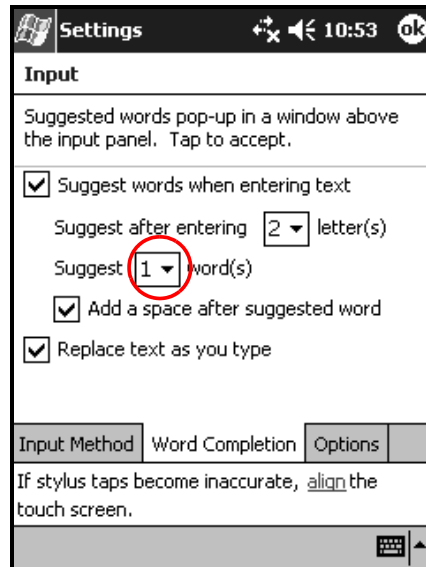 Settings 10:53 ok
Input
Suggested words pop-up in a window above
the input panel. Tap to accept.
Suggest words when entering text
Suggest after entering 2 letter(s)
Suggest 1 word(s)
Add a space after suggested word
Replace text as you type
Input Method Word Completion Options
If stylus taps become inaccurate, align the
touch screen.